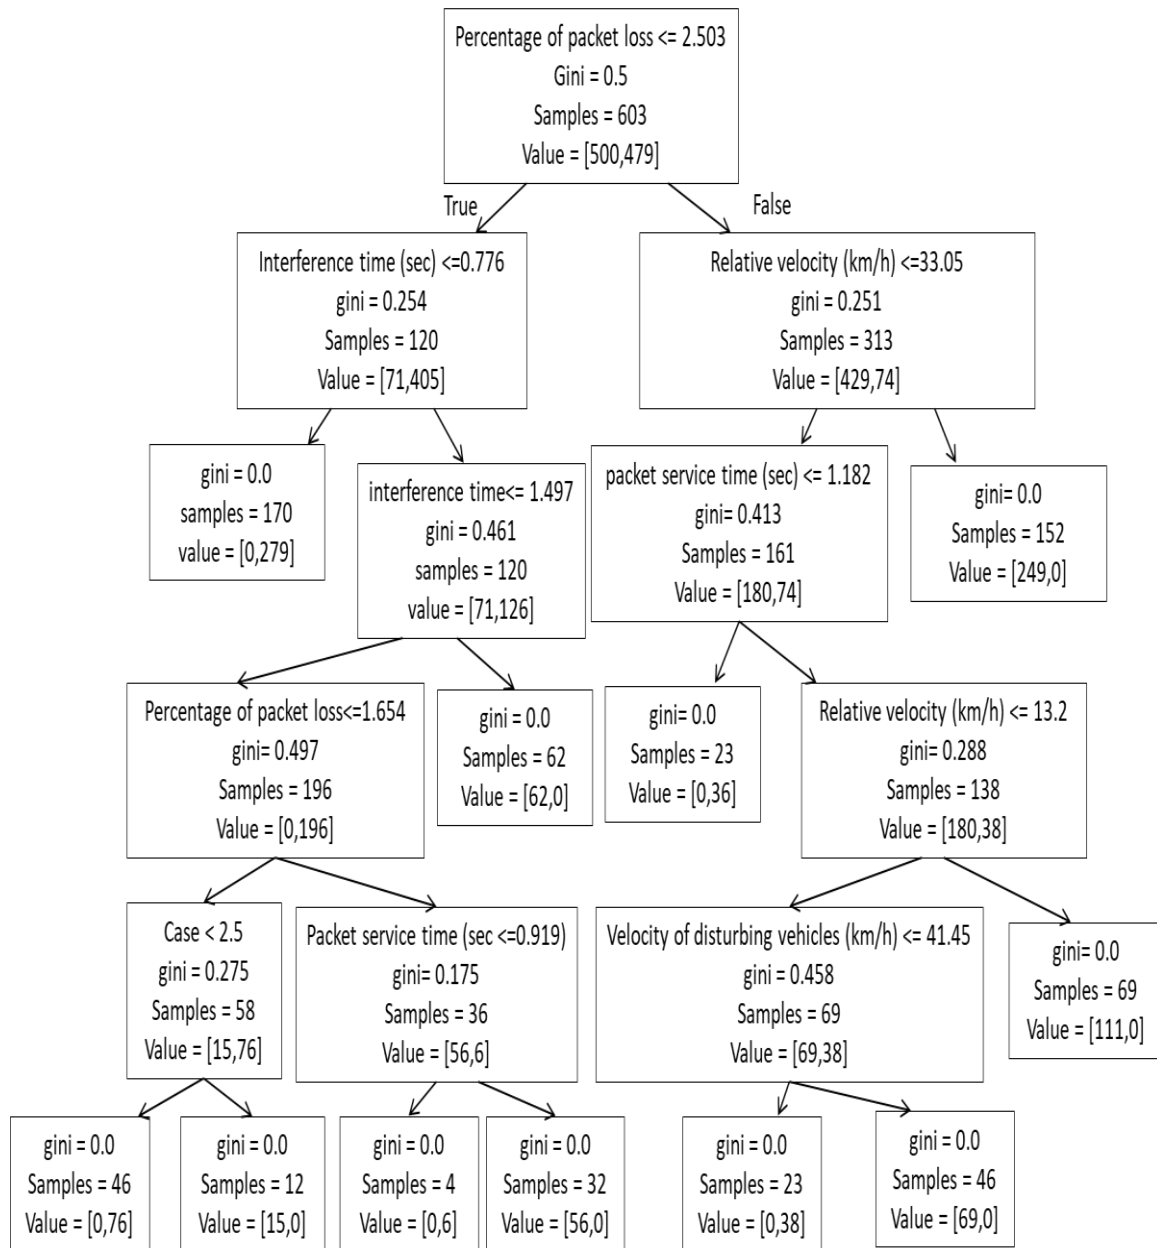 Percentage of packet loss <= 2.503
Gini = 0.5
Samples = 603
Value = [500,479]
True
False
Interference time (sec) <=0.776
gini = 0.254
Samples = 120
Value = [71,405]
Relative velocity (km/h) <=33.05
gini = 0.251
Samples = 313
Value = [429,74]
gini = 0.0
samples = 170
value = [0,279]
interference time<= 1.497
gini = 0.461
samples = 120
value = [71,126]
packet service time (sec) <= 1.182
gini= 0.413
Samples = 161
Value = [180,74]
gini = 0.0
Samples = 152
Value = [249,0]
Percentage of packet loss<=1.654
gini= 0.497
Samples = 196
Value = [0,196]
gini = 0.0
Samples = 62
Value = [62,0]
gini= 0.0
Samples = 23
Value = [0,36]
Relative velocity (km/h) <= 13.2
gini= 0.288
Samples = 138
Value = [180,38]
Case < 2.5
gini = 0.275
Samples = 58
Value = [15,76]
Packet service time (sec <=0.919)
gini= 0.175
Samples = 36
Value = [56,6]
Velocity of disturbing vehicles (km/h) <= 41.45
gini = 0.458
Samples = 69
Value = [69,38]
gini = 0.0
Samples = 69
Value = [111,0]
gini = 0.0
Samples = 46
Value = [0,76]
gini = 0.0
Samples = 12
Value = [15,0]
gini = 0.0
Samples = 4
Value = [0,6]
gini = 0.0
Samples = 32
Value = [56,0]
gini = 0.0
Samples = 23
Value = [0,38]
gini = 0.0
Samples = 46
Value = [69,0]